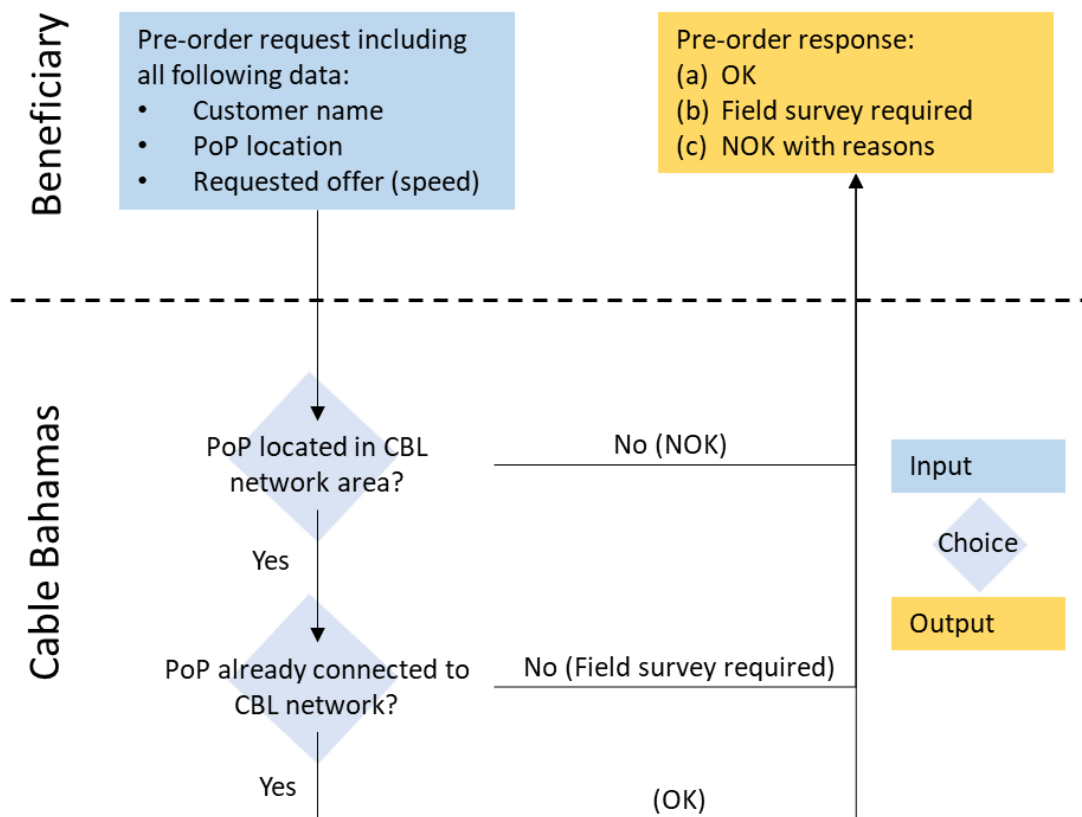 Beneficiary
Pre-order request including
all following data:
• Customer name
• PoP location
• Requested offer (speed)
Pre-order response:
(a) OK
(b) Field survey required
(c) NOK with reasons
Cable Bahamas
PoP located in CBL
network area?
No (NOK)
Yes
PoP already connected to
CBL network?
No (Field survey required)
Yes
(OK)
Input
Choice
Output